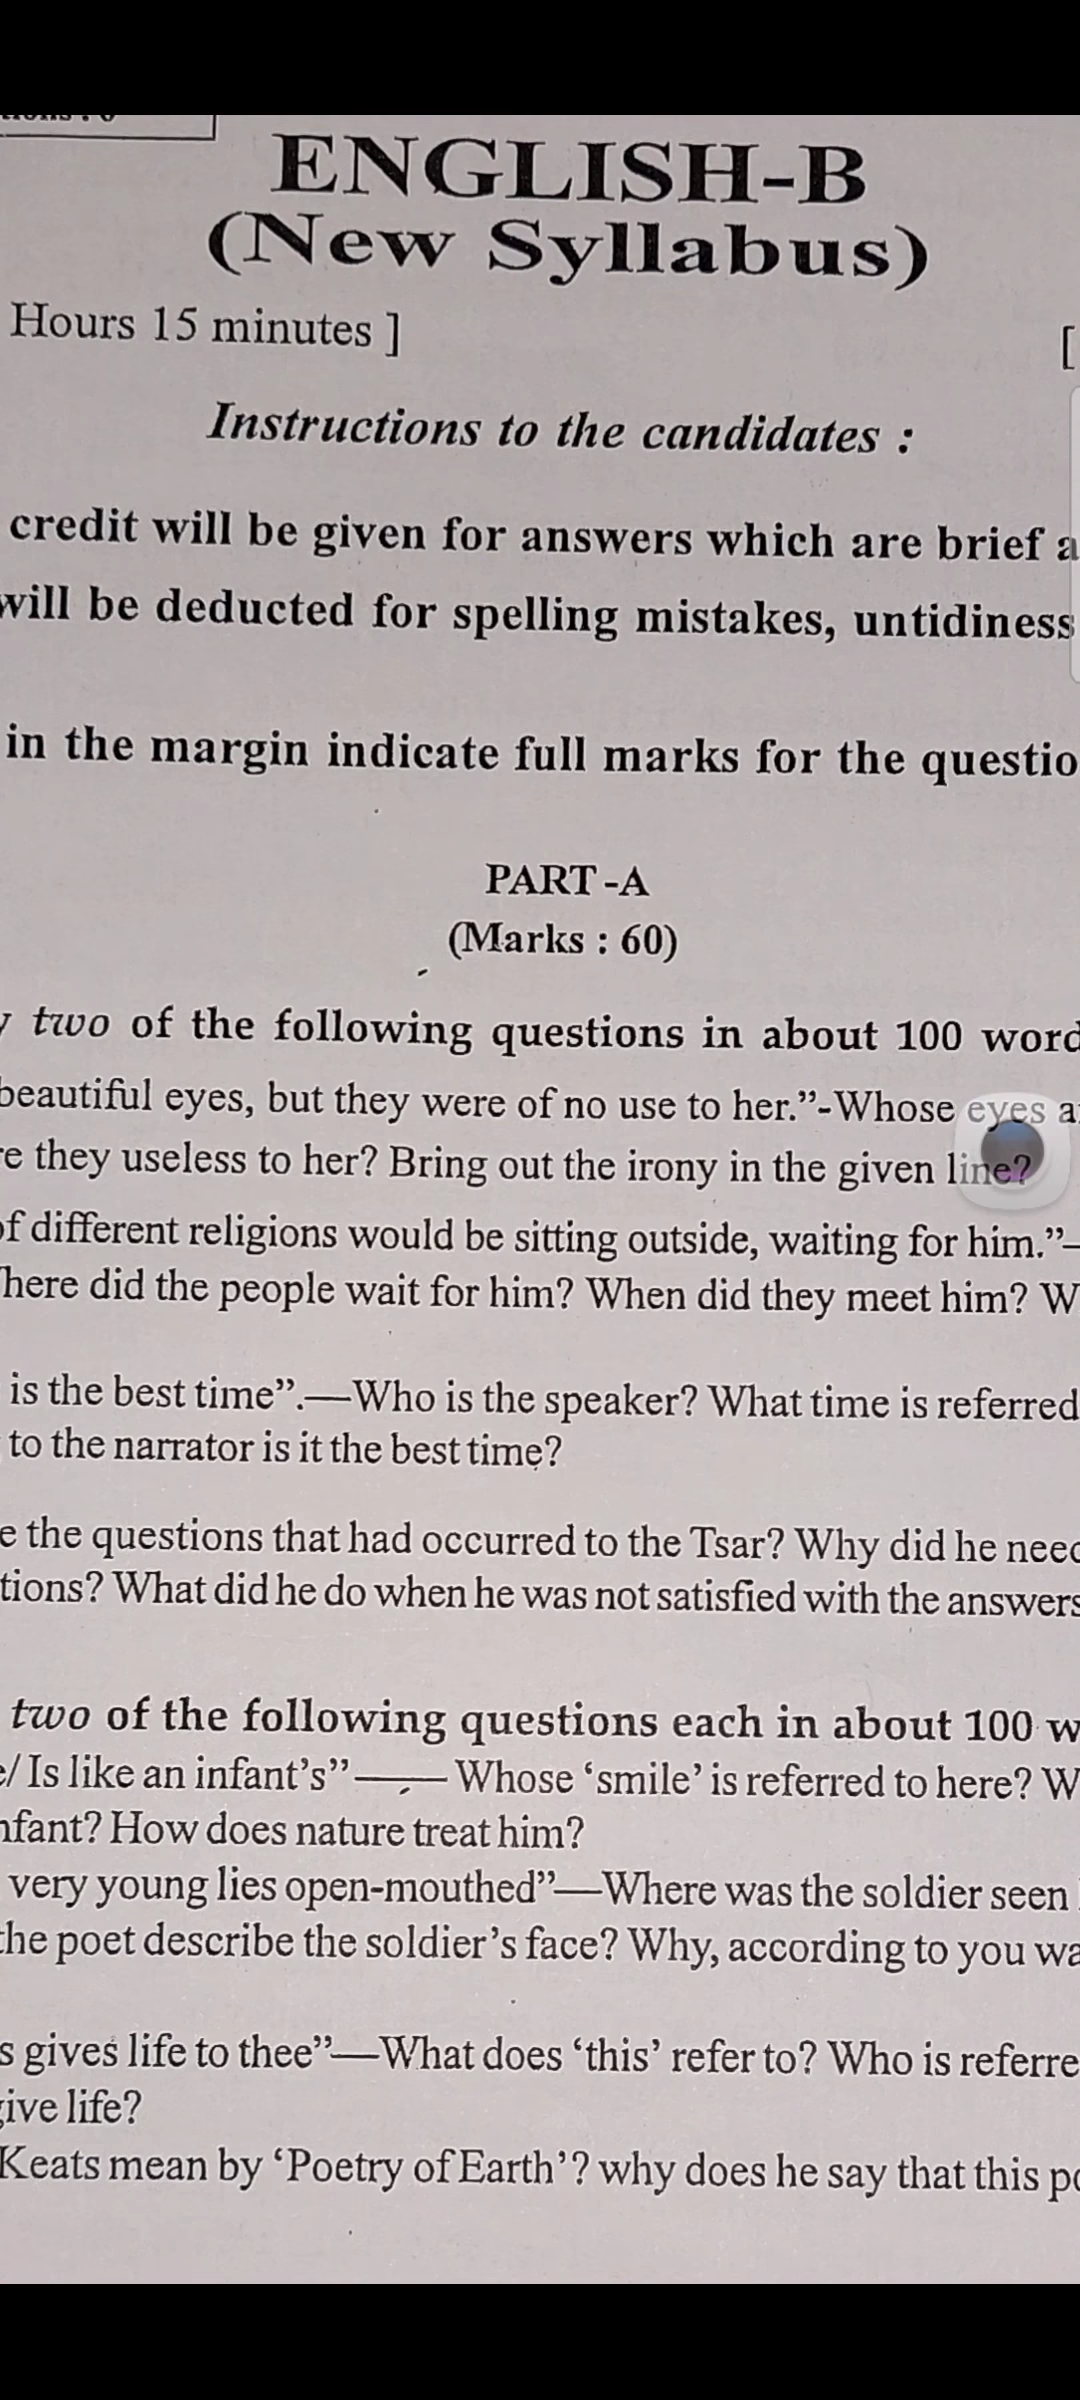 ENGLISH-B
(New Syllabus)
Hours 15 minutes ]
[
Instructions to the candidates :
credit will be given for answers which are brief a
will be deducted for spelling mistakes, untidiness
in the margin indicate full marks for the questio
PART -A
(Marks : 60)
y two of the following questions in about 100 word
beautiful eyes, but they were of no use to her.”-Whose eyes a
e they useless to her? Bring out the irony in the given line?
of different religions would be sitting outside, waiting for him.”—
here did the people wait for him? When did they meet him? W
is the best time”.—Who is the speaker? What time is referred
to the narrator is it the best time?
e the questions that had occurred to the Tsar? Why did he need
tions? What did he do when he was not satisfied with the answers
two of the following questions each in about 100 w
/ Is like an infant’s”—— Whose ‘smile’ is referred to here? W
nfant? How does nature treat him?
very young lies open-mouthed”—Where was the soldier seen
the poet describe the soldier’s face? Why, according to you wa
s gives life to thee”—What does ‘this’ refer to? Who is referre
give life?
Keats mean by ‘Poetry of Earth’? why does he say that this po